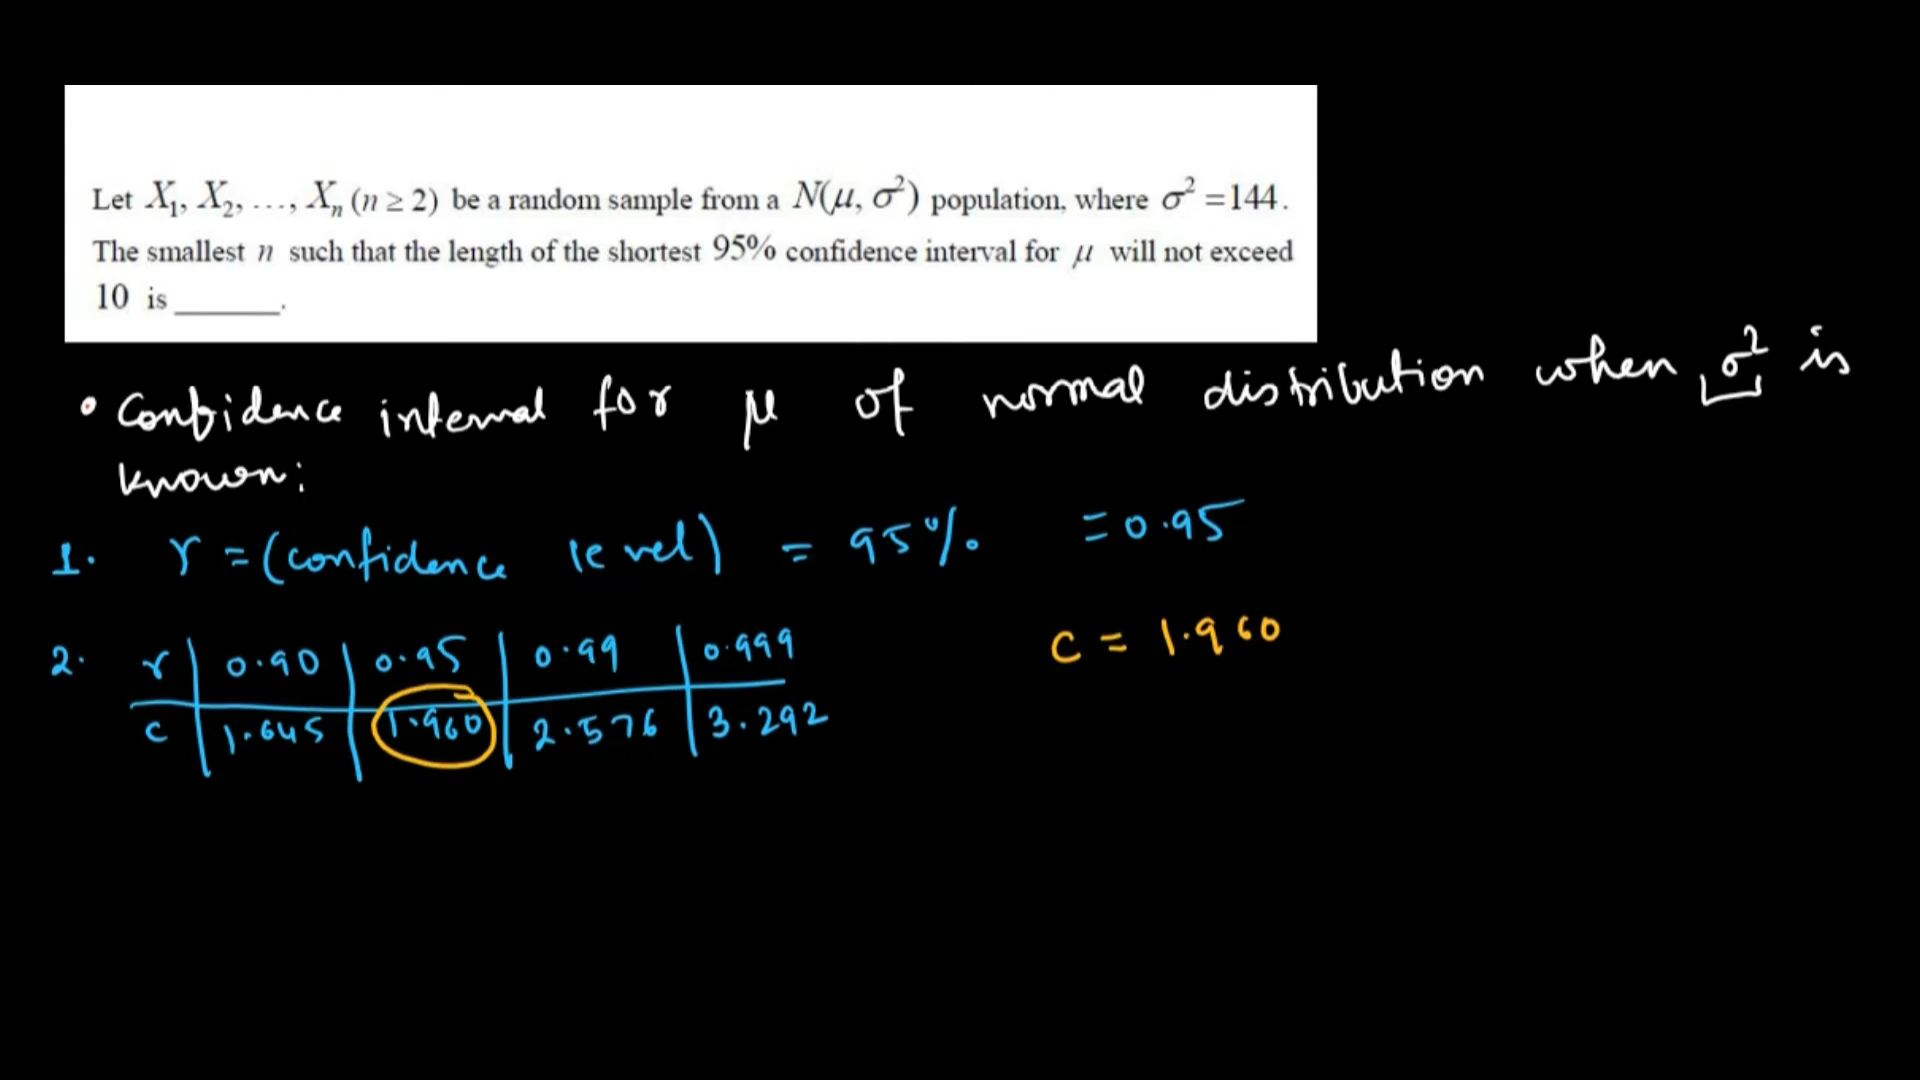 Let X₁, X₂, ..., Xₙ (n ≥ 2) be a random sample from a N(μ, σ²) population, where σ² = 144.
The smallest n such that the length of the shortest 95% confidence interval for μ will not exceed
10 is ______.
• Confidence interval for μ of normal distribution when σ² is
known:
1. γ = (confidence level) = 95% = 0.95
2. γ | 0.90 | 0.95 | 0.99 | 0.999
c | 1.645 | 1.960 | 2.576 | 3.292
c = 1.960